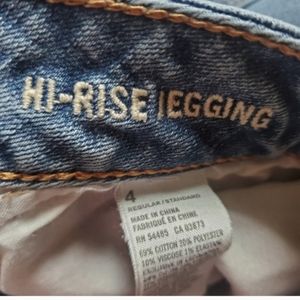 HI-RISE JEGGING
4
REGULAR/STANDARD
MADE IN CHINA
FABRIQUÉ EN CHINE
RN 54485 CA 03873
69% COTTON 20% POLYESTER
10% VISCOSE 1% ELASTANE